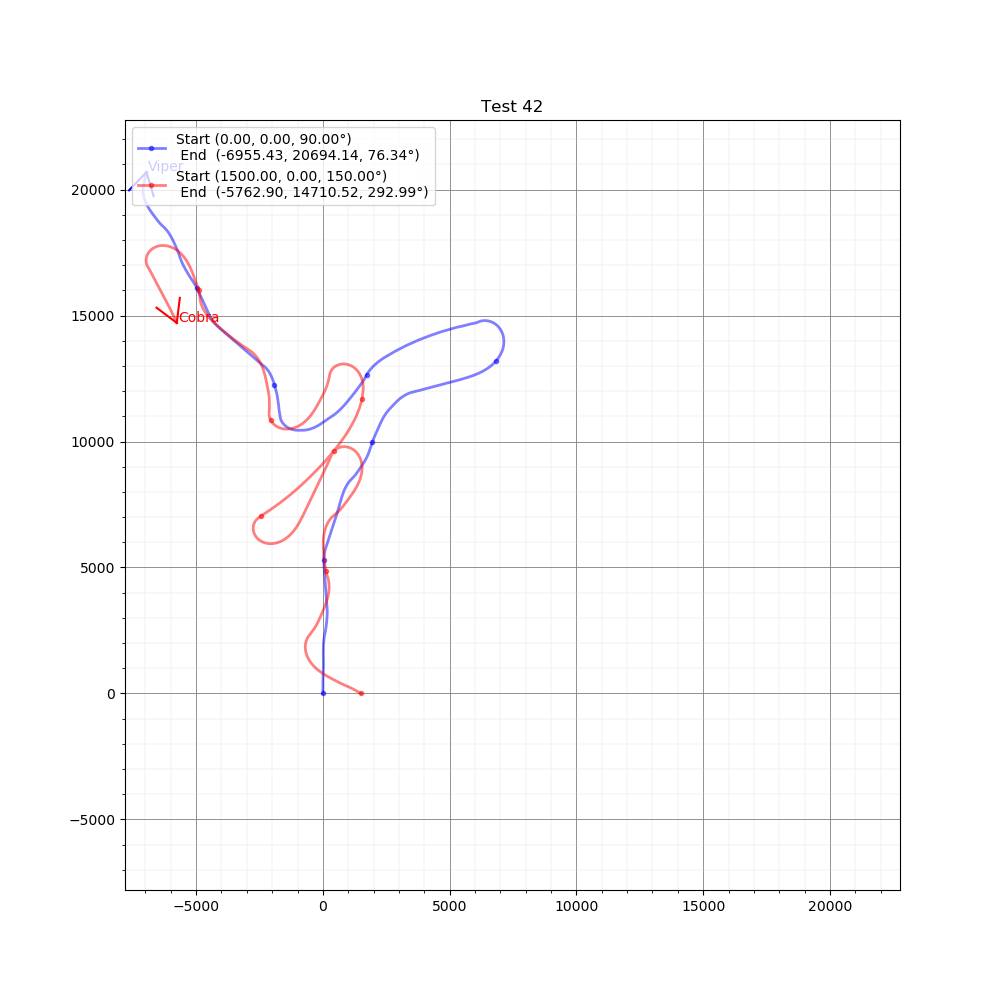 Test 42
Start (0.00, 0.00, 90.00°)
End (-6955.43, 20694.14, 76.34°)
Viper
Start (1500.00, 0.00, 150.00°)
End (-5762.90, 14710.52, 292.99°)
20000
15000
Cobra
10000
5000
0
−5000
−5000
0
5000
10000
15000
20000